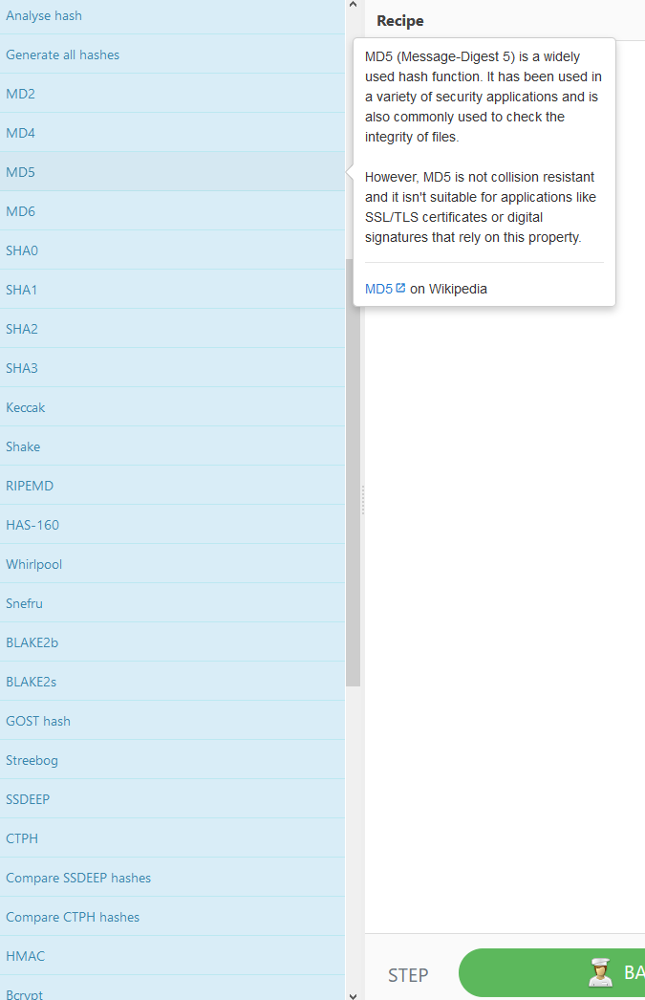 Analyse hash
Generate all hashes
MD2
MD4
MD5
MD6
SHA0
SHA1
SHA2
SHA3
Keccak
Shake
RIPEMD
HAS-160
Whirlpool
Snefru
BLAKE2b
BLAKE2s
GOST hash
Streebog
SSDEEP
CTPH
Compare SSDEEP hashes
Compare CTPH hashes
HMAC
Bcrypt
Recipe
MD5 (Message-Digest 5) is a widely
used hash function. It has been used in
a variety of security applications and is
also commonly used to check the
integrity of files.
However, MD5 is not collision resistant
and it isn't suitable for applications like
SSL/TLS certificates or digital
signatures that rely on this property.
MD5 on Wikipedia
STEP
BA